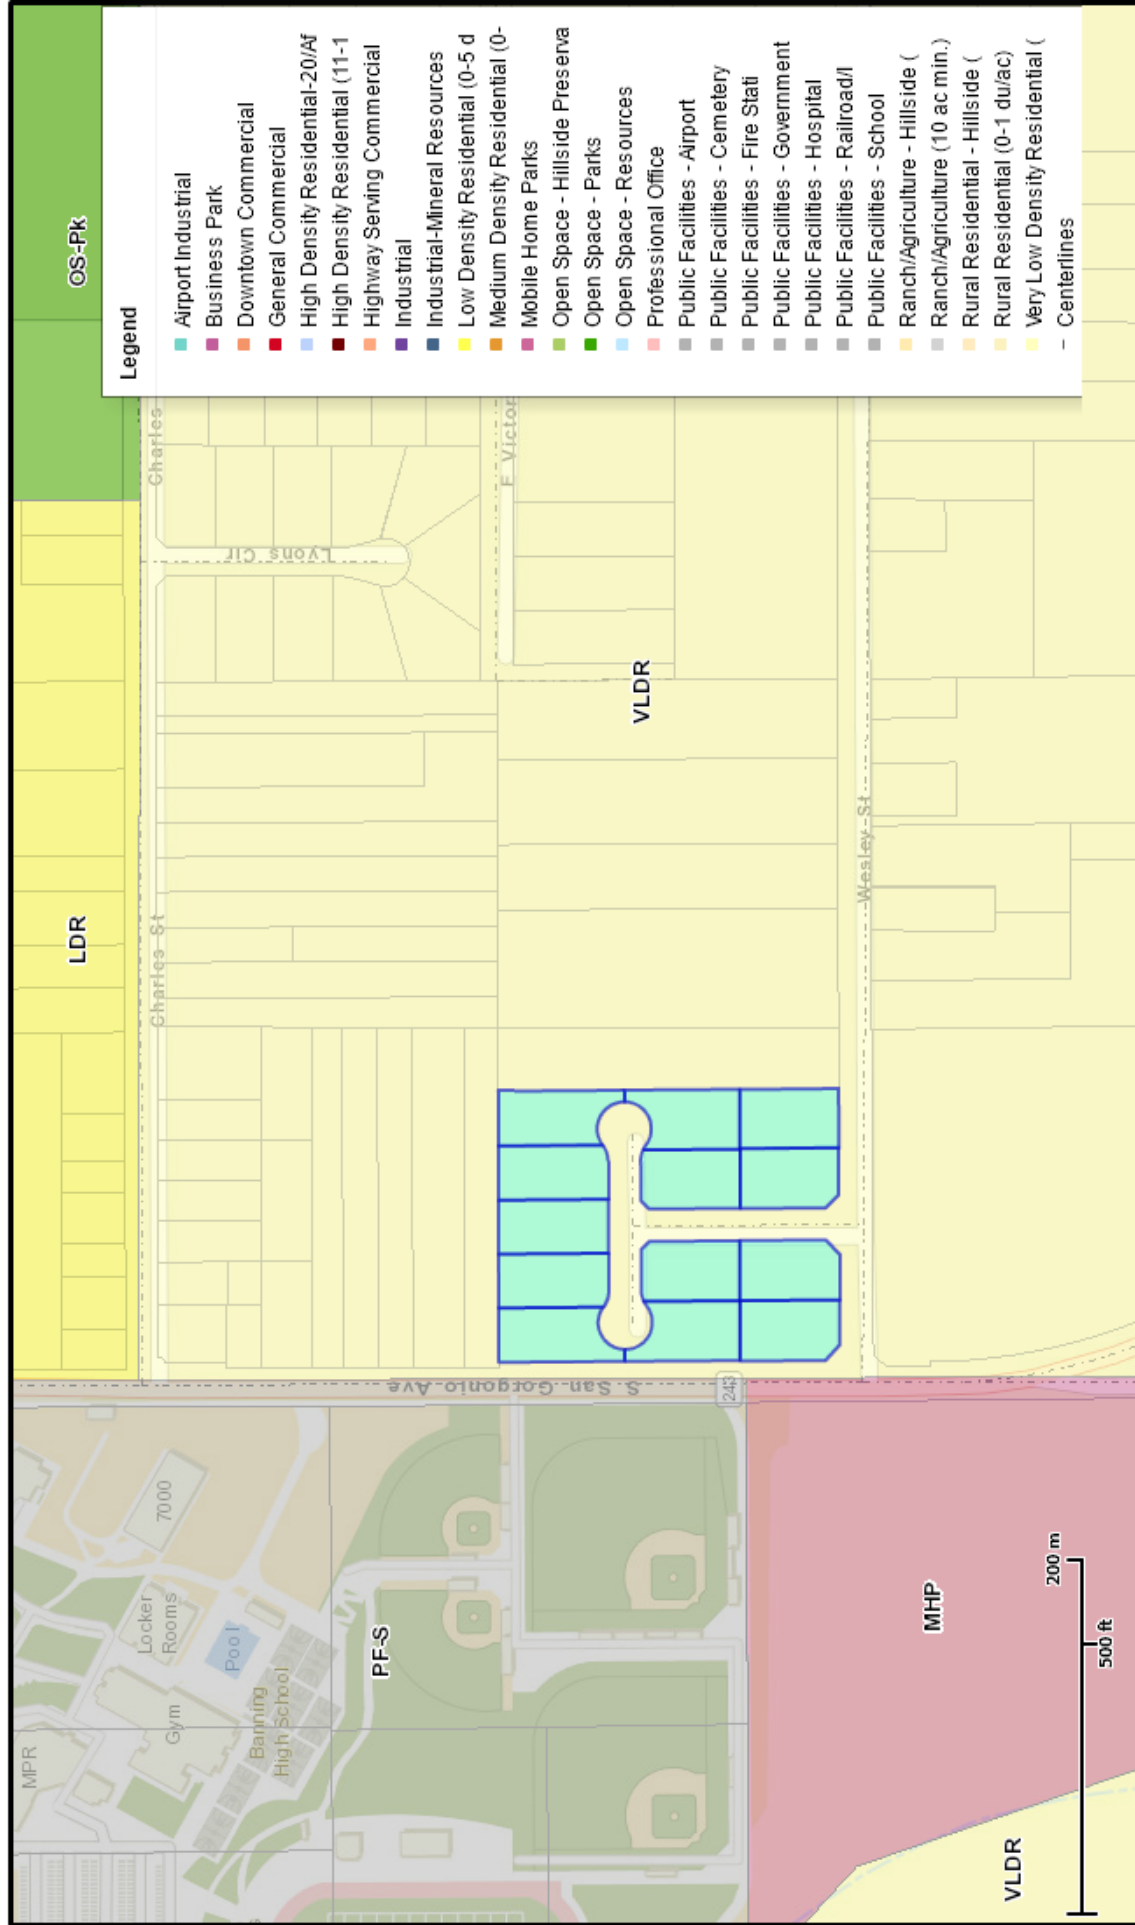 OS-Pk
LDR
VLDR
PF-S
MHP
VLDR
Charles St
Charles
Lyons Cir
E Victor
Wesley St
S San Gorgonio Ave
243
7000
Locker
Rooms
Pool
Gym
MPR
Banning
High School
200 m
500 ft
Legend
Airport Industrial
Business Park
Downtown Commercial
General Commercial
High Density Residential-20/Af
High Density Residential (11-1
Highway Serving Commercial
Industrial
Industrial-Mineral Resources
Low Density Residential (0-5 d
Medium Density Residential (0-
Mobile Home Parks
Open Space - Hillside Preserva
Open Space - Parks
Open Space - Resources
Professional Office
Public Facilities - Airport
Public Facilities - Cemetery
Public Facilities - Fire Stati
Public Facilities - Government
Public Facilities - Hospital
Public Facilities - Railroad/I
Public Facilities - School
Ranch/Agriculture - Hillside (
Ranch/Agriculture (10 ac min.)
Rural Residential - Hillside (
Rural Residential (0-1 du/ac)
Very Low Density Residential (
Centerlines